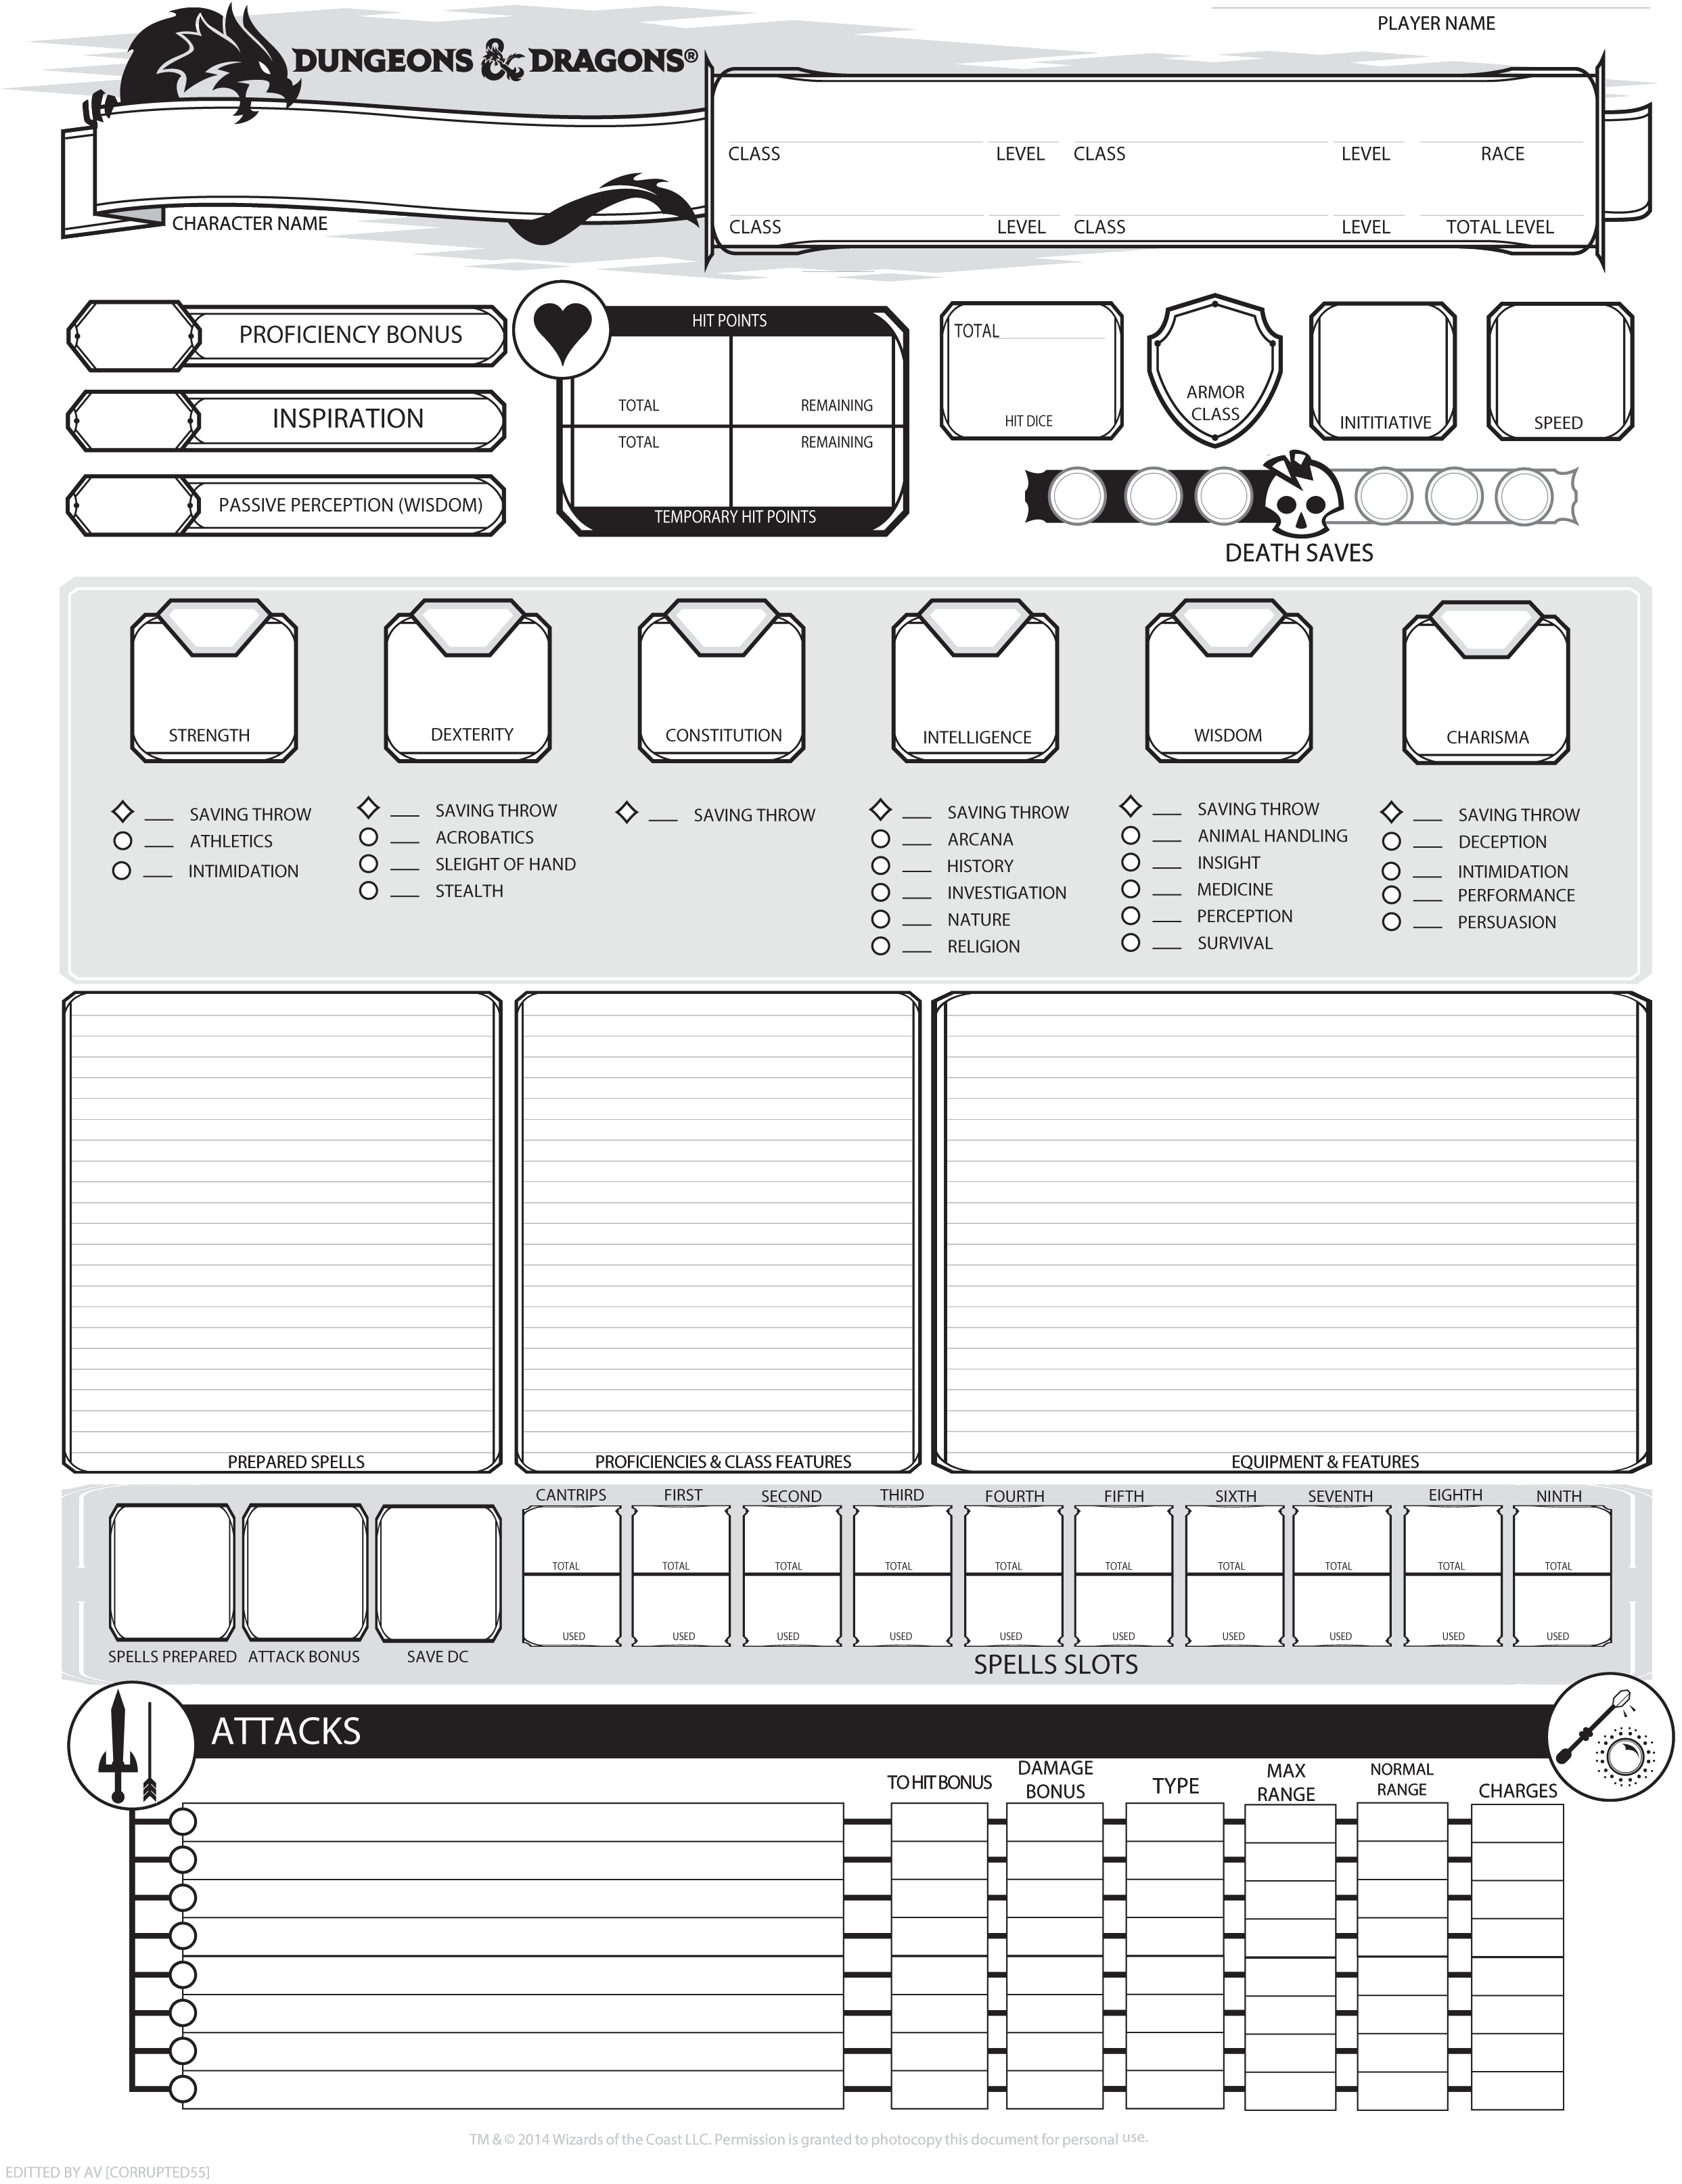 PLAYER NAME
DUNGEONS & DRAGONS®
CLASS LEVEL CLASS LEVEL RACE
CHARACTER NAME
CLASS LEVEL CLASS LEVEL TOTAL LEVEL
PROFICIENCY BONUS
INSPIRATION
PASSIVE PERCEPTION (WISDOM)
HIT POINTS
TOTAL REMAINING
TOTAL REMAINING
TEMPORARY HIT POINTS
TOTAL
HIT DICE
ARMOR
CLASS
INITITIATIVE
SPEED
DEATH SAVES
STRENGTH
SAVING THROW
ATHLETICS
INTIMIDATION
DEXTERITY
SAVING THROW
ACROBATICS
SLEIGHT OF HAND
STEALTH
CONSTITUTION
SAVING THROW
INTELLIGENCE
SAVING THROW
ARCANA
HISTORY
INVESTIGATION
NATURE
RELIGION
WISDOM
SAVING THROW
ANIMAL HANDLING
INSIGHT
MEDICINE
PERCEPTION
SURVIVAL
CHARISMA
SAVING THROW
DECEPTION
INTIMIDATION
PERFORMANCE
PERSUASION
PREPARED SPELLS
PROFICIENCIES & CLASS FEATURES
EQUIPMENT & FEATURES
SPELLS PREPARED ATTACK BONUS SAVE DC
CANTRIPS FIRST SECOND THIRD FOURTH FIFTH SIXTH SEVENTH EIGHTH NINTH
TOTAL TOTAL TOTAL TOTAL TOTAL TOTAL TOTAL TOTAL TOTAL TOTAL
USED USED USED USED USED USED USED USED USED USED
SPELLS SLOTS
ATTACKS
TO HIT BONUS
DAMAGE
BONUS
TYPE
MAX
RANGE
NORMAL
RANGE
CHARGES
TM & © 2014 Wizards of the Coast LLC. Permission is granted to photocopy this document for personal use.
EDITTED BY AV [CORRUPTED55]